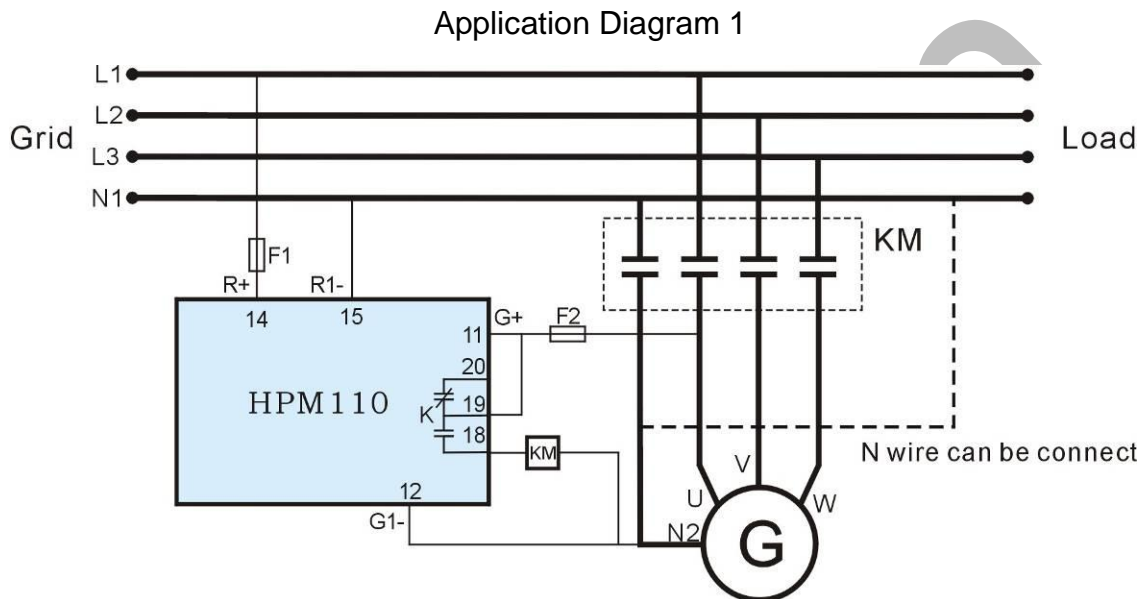 Application Diagram 1
L1
L2
Grid
Load
L3
N1
KM
F1
R+
R1-
14
15
G+
F2
11
20
HPM110
K
19
18
KM
N wire can be connect
V
12
U
W
G1-
N2
G